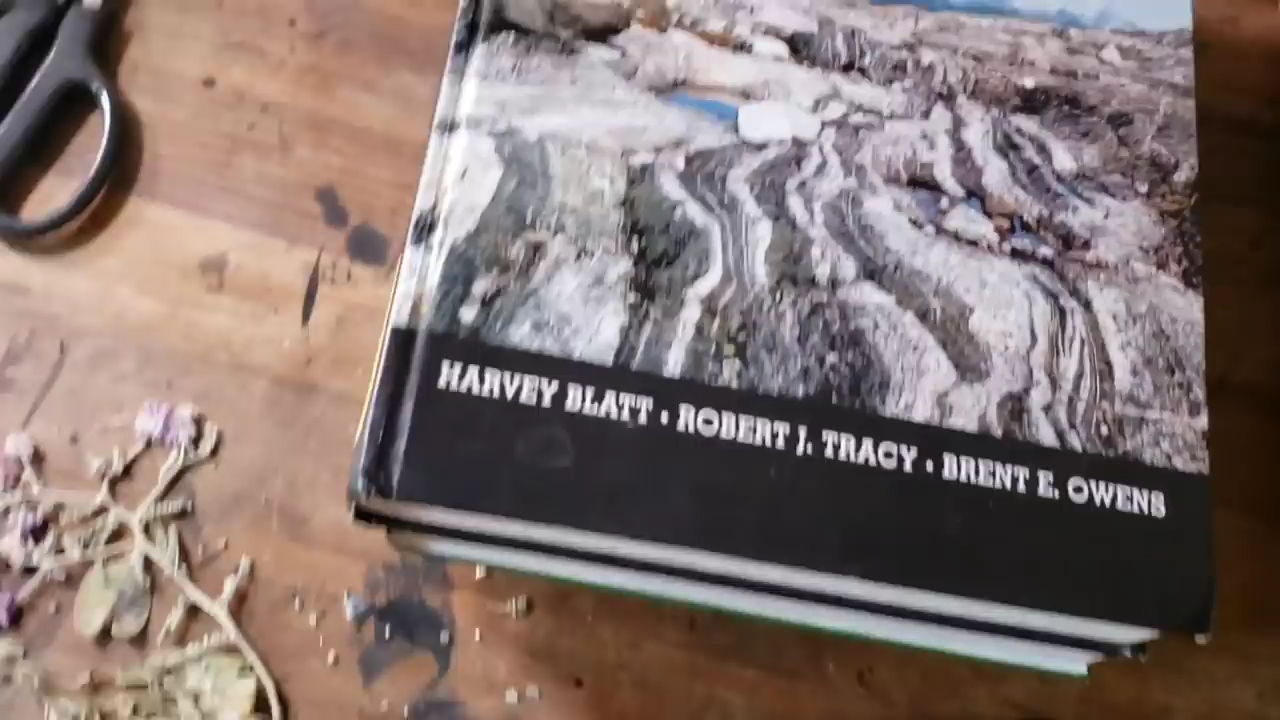 HARVEY BLATT • ROBERT J. TRACY • BRENT E. OWENS